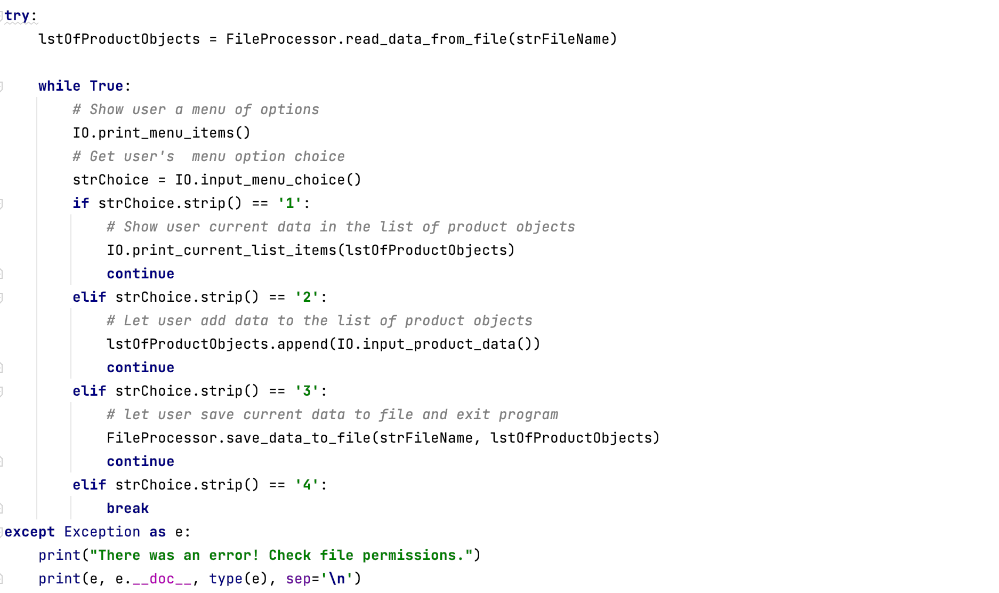 try:
    lstOfProductObjects = FileProcessor.read_data_from_file(strFileName)

    while True:
        # Show user a menu of options
        IO.print_menu_items()
        # Get user's  menu option choice
        strChoice = IO.input_menu_choice()
        if strChoice.strip() == '1':
            # Show user current data in the list of product objects
            IO.print_current_list_items(lstOfProductObjects)
            continue
        elif strChoice.strip() == '2':
            # Let user add data to the list of product objects
            lstOfProductObjects.append(IO.input_product_data())
            continue
        elif strChoice.strip() == '3':
            # let user save current data to file and exit program
            FileProcessor.save_data_to_file(strFileName, lstOfProductObjects)
            continue
        elif strChoice.strip() == '4':
            break
except Exception as e:
    print("There was an error! Check file permissions.")
    print(e, e.__doc__, type(e), sep='\n')